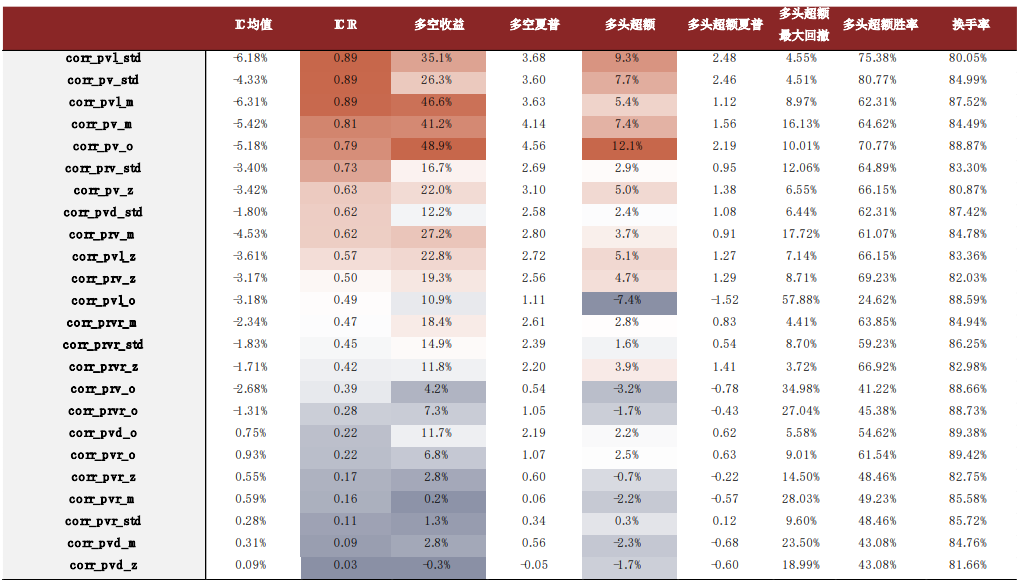 IC均值 ICIR 多空收益 多空夏普 多头超额 多头超额夏普 多头超额最大回撤 多头超额胜率 换手率
corr_pvl_std -6.18% 0.89 35.1% 3.68 9.3% 2.48 4.55% 75.38% 80.05%
corr_pv_std -4.33% 0.89 26.3% 3.60 7.7% 2.46 4.51% 80.77% 84.99%
corr_pvl_m -6.31% 0.89 46.6% 3.63 5.4% 1.12 8.97% 62.31% 87.52%
corr_pv_m -5.42% 0.81 41.2% 4.14 7.4% 1.56 16.13% 64.62% 84.49%
corr_pv_o -5.18% 0.79 48.9% 4.56 12.1% 2.19 10.01% 70.77% 88.87%
corr_prv_std -3.40% 0.73 16.7% 2.69 2.9% 0.95 12.06% 64.89% 83.30%
corr_pv_z -3.42% 0.63 22.0% 3.10 5.0% 1.38 6.55% 66.15% 80.87%
corr_pvd_std -1.80% 0.62 12.2% 2.58 2.4% 1.08 6.44% 62.31% 87.42%
corr_prv_m -4.53% 0.62 27.2% 2.80 3.7% 0.91 17.72% 61.07% 84.78%
corr_pvl_z -3.61% 0.57 22.8% 2.72 5.1% 1.27 7.14% 66.15% 83.36%
corr_prv_z -3.17% 0.50 19.3% 2.56 4.7% 1.29 8.71% 69.23% 82.03%
corr_pvl_o -3.18% 0.49 10.9% 1.11 -7.4% -1.52 57.88% 24.62% 88.59%
corr_prvr_m -2.34% 0.47 18.4% 2.61 2.8% 0.83 4.41% 63.85% 84.94%
corr_prvr_std -1.83% 0.45 14.9% 2.39 1.6% 0.54 8.70% 59.23% 86.25%
corr_prvr_z -1.71% 0.42 11.8% 2.20 3.9% 1.41 3.72% 66.92% 82.98%
corr_prv_o -2.68% 0.39 4.2% 0.54 -3.2% -0.78 34.98% 41.22% 88.66%
corr_prvr_o -1.31% 0.28 7.3% 1.05 -1.7% -0.43 27.04% 45.38% 88.73%
corr_pvd_o 0.75% 0.22 11.7% 2.19 2.2% 0.62 5.58% 54.62% 89.38%
corr_pvr_o 0.93% 0.22 6.8% 1.07 2.5% 0.63 9.01% 61.54% 89.42%
corr_pvr_z 0.55% 0.17 2.8% 0.60 -0.7% -0.22 14.50% 48.46% 82.75%
corr_pvr_m 0.59% 0.16 0.2% 0.06 -2.2% -0.57 28.03% 49.23% 85.58%
corr_pvr_std 0.28% 0.11 1.3% 0.34 0.3% 0.12 9.60% 48.46% 85.72%
corr_pvd_m 0.31% 0.09 2.8% 0.56 -2.3% -0.68 23.50% 43.08% 84.76%
corr_pvd_z 0.09% 0.03 -0.3% -0.05 -1.7% -0.60 18.99% 43.08% 81.66%